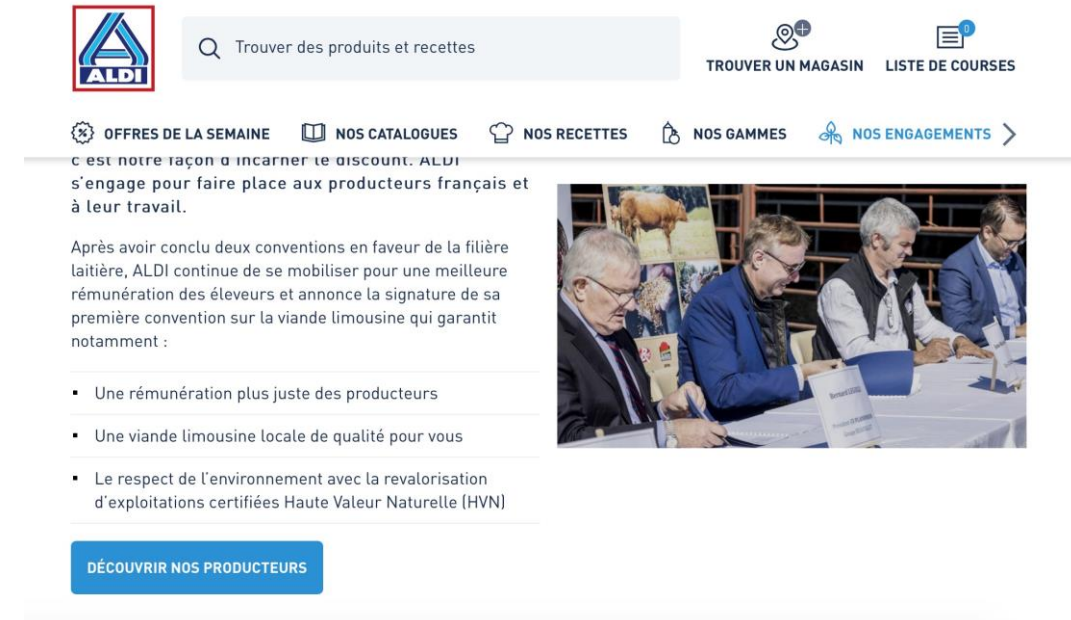 ALDI
Trouver des produits et recettes
0
TROUVER UN MAGASIN
LISTE DE COURSES
OFFRES DE LA SEMAINE
NOS CATALOGUES
NOS RECETTES
NOS GAMMES
NOS ENGAGEMENTS
c'est notre façon d'incarner le discount. ALDI
s'engage pour faire place aux producteurs français et
à leur travail.
Après avoir conclu deux conventions en faveur de la filière
laitière, ALDI continue de se mobiliser pour une meilleure
rémunération des éleveurs et annonce la signature de sa
première convention sur la viande limousine qui garantit
notamment :
▪ Une rémunération plus juste des producteurs
▪ Une viande limousine locale de qualité pour vous
▪ Le respect de l'environnement avec la revalorisation
d'exploitations certifiées Haute Valeur Naturelle (HVN)
DÉCOUVRIR NOS PRODUCTEURS